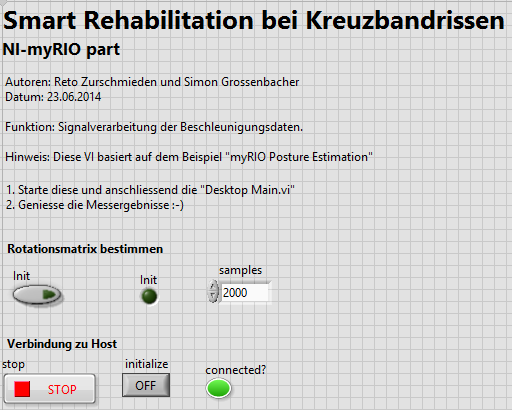 Smart Rehabilitation bei Kreuzbandrissen
NI-myRIO part
Autoren: Reto Zurschmieden und Simon Grossenbacher
Datum: 23.06.2014
Funktion: Signalverarbeitung der Beschleunigungsdaten.
Hinweis: Diese VI basiert auf dem Beispiel "myRIO Posture Estimation"
1. Starte diese und anschliessend die "Desktop Main.vi"
2. Geniesse die Messergebnisse :-)
Rotationsmatrix bestimmen
Init Init samples
2000
Verbindung zu Host
stop initialize connected?
STOP OFF